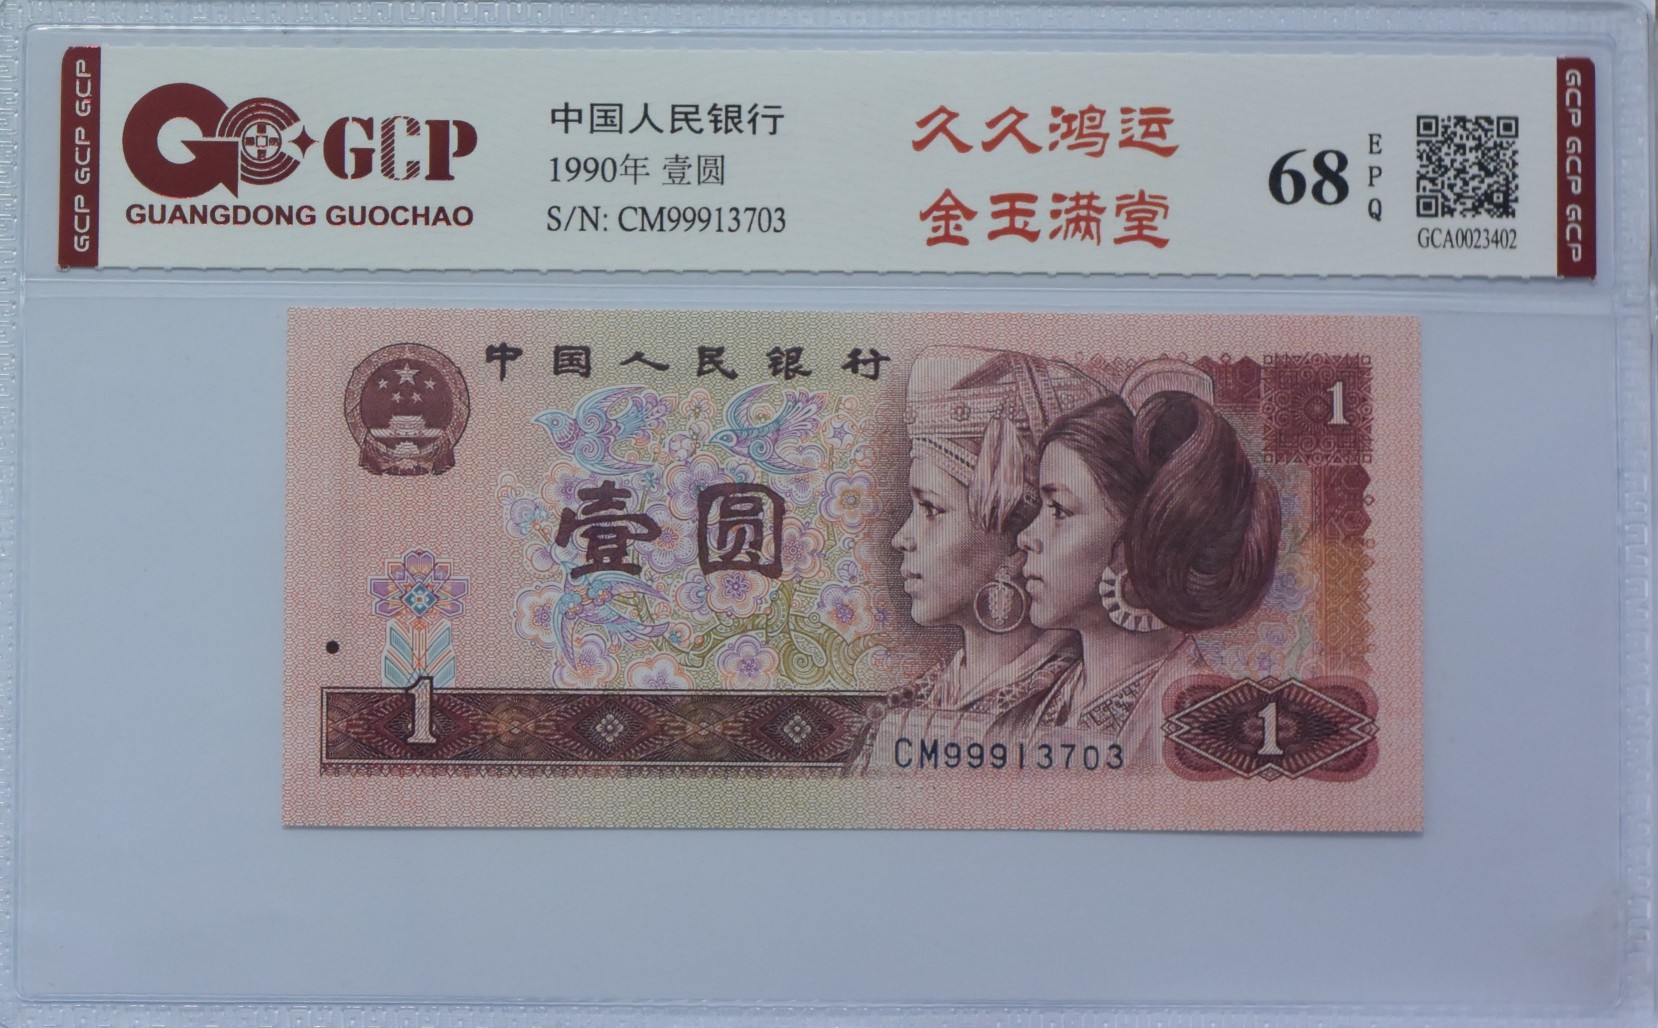 GCP GCP GCP
GC GCP
GUANGDONG GUOCHAO
中国人民银行
1990年 壹圆
S/N: CM99913703
久久鸿运
金玉满堂
68
EPQ
GCA0023402
GCP GCP GCP
中国人民银行
1
壹圆
1
CM99913703
1